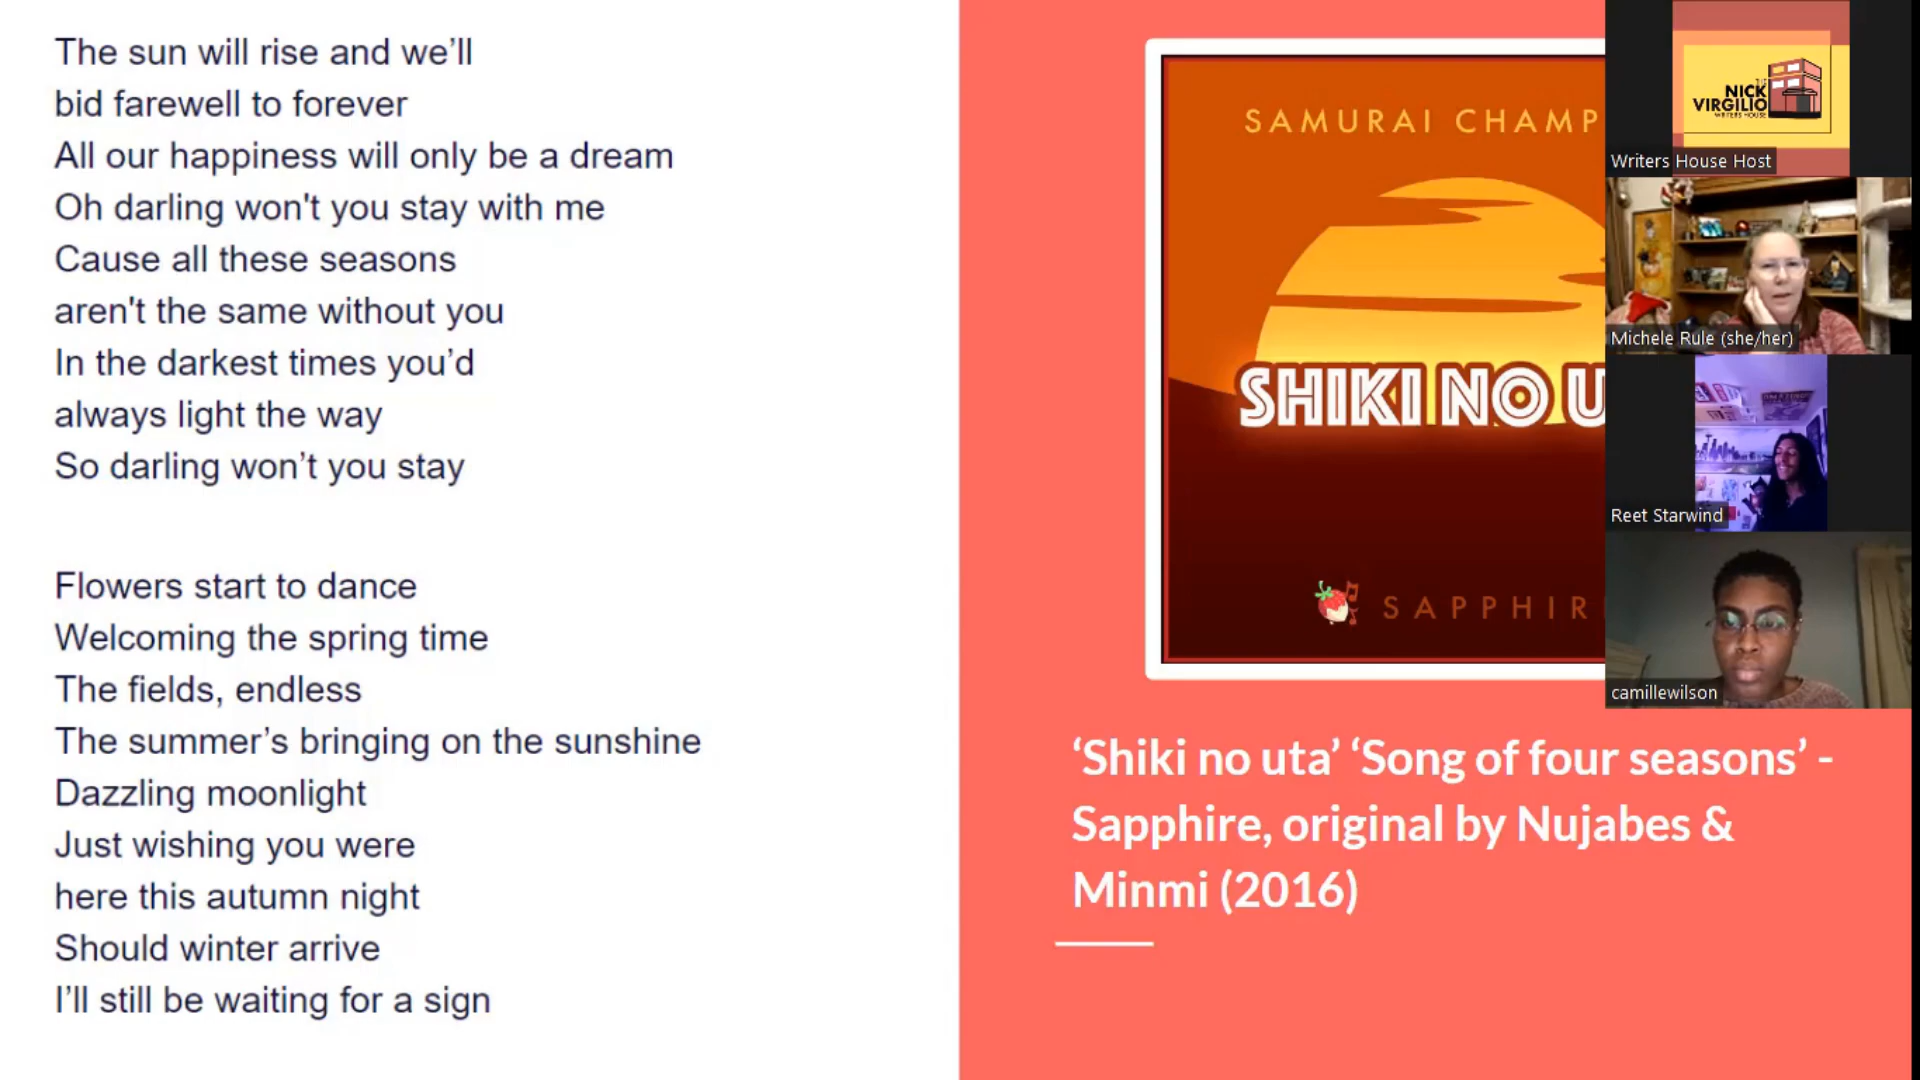 The sun will rise and we’ll
bid farewell to forever
All our happiness will only be a dream
Oh darling won't you stay with me
Cause all these seasons
aren't the same without you
In the darkest times you’d
always light the way
So darling won’t you stay
Flowers start to dance
Welcoming the spring time
The fields, endless
The summer’s bringing on the sunshine
Dazzling moonlight
Just wishing you were
here this autumn night
Should winter arrive
I’ll still be waiting for a sign
SAMURAI CHAMP
SHIKI NO U
SAPPHIR
‘Shiki no uta’ ‘Song of four seasons’ -
Sapphire, original by Nujabes &
Minmi (2016)
THE
NICK
VIRGILIO
WRITERS HOUSE
Writers House Host
Michele Rule (she/her)
Reet Starwind
camillewilson